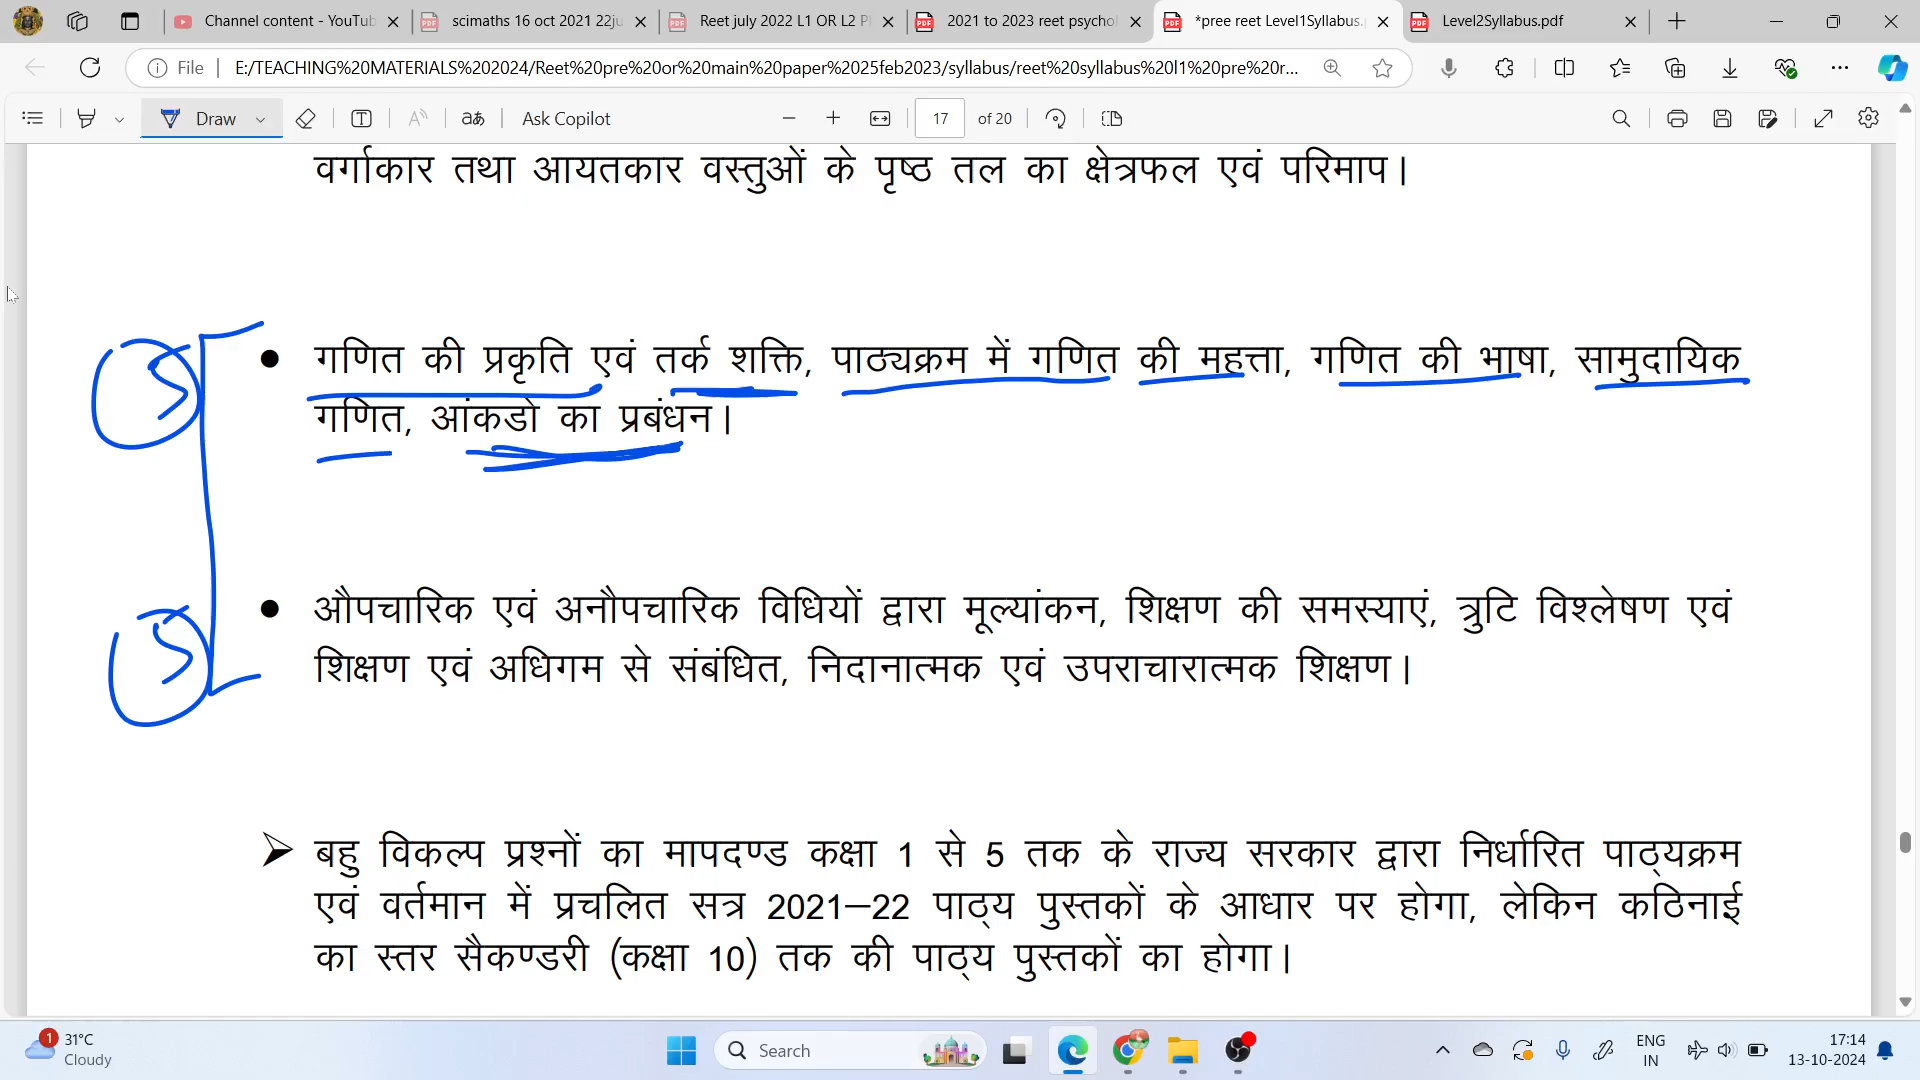 Channel content - YouTub
scimaths 16 oct 2021 22ju
Reet july 2022 L1 OR L2 P
2021 to 2023 reet psychol
*pree reet Level1Syllabus.
Level2Syllabus.pdf
File
E:/TEACHING%20MATERIALS%202024/Reet%20pre%20or%20main%20paper%2025feb2023/syllabus/reet%20syllabus%20l1%20pre%20r...
Draw
Ask Copilot
17 of 20
वर्गाकार तथा आयतकार वस्तुओं के पृष्ठ तल का क्षेत्रफल एवं परिमाप।
5
● गणित की प्रकृति एवं तर्क शक्ति, पाठ्यक्रम में गणित की महत्ता, गणित की भाषा, सामुदायिक
गणित, आंकडो का प्रबंधन।
● औपचारिक एवं अनौपचारिक विधियों द्वारा मूल्यांकन, शिक्षण की समस्याएं, त्रुटि विश्लेषण एवं
5
शिक्षण एवं अधिगम से संबंधित, निदानात्मक एवं उपराचारात्मक शिक्षण।
➢ बहु विकल्प प्रश्नों का मापदण्ड कक्षा 1 से 5 तक के राज्य सरकार द्वारा निर्धारित पाठ्यक्रम
एवं वर्तमान में प्रचलित सत्र 2021–22 पाठ्य पुस्तकों के आधार पर होगा, लेकिन कठिनाई
का स्तर सैकण्डरी (कक्षा 10) तक की पाठ्य पुस्तकों का होगा।
1
31°C
Cloudy
Search
ENG
IN
17:14
13-10-2024